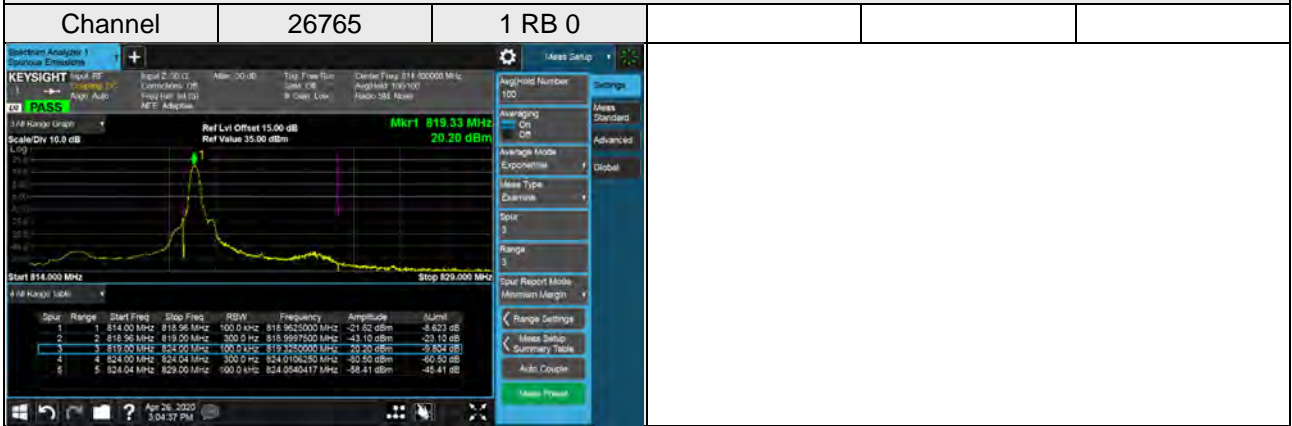 Channel 26765 1 RB 0
Spectrum Analyzer 1
Spurious Emissions
Meas Setup
KEYSIGHT Input: RF
Coupling: DC
Align: Auto
Corrections: Off
Freq Ref: Int (S)
NFE: Adaptive
Trig: Free Run
Gate: Off
IF Gain: Low
Center Freq: 814.000000 MHz
Avg|Hold: 100/100
Radio Std: None
PASS
3 All Range Graph
Scale/Div 10.0 dB
Ref Lvl Offset 15.00 dB
Ref Value 35.00 dBm
Mkr1 819.33 MHz
20.20 dBm
Log
1
Start 814.000 MHz
Stop 829.000 MHz
4 All Range Table
Spur Range Start Freq Stop Freq RBW Frequency Amplitude ΔLimit
1 1 814.00 MHz 818.96 MHz 100.0 kHz 818.9625000 MHz -21.62 dBm -8.623 dB
2 2 818.96 MHz 819.00 MHz 300.0 Hz 818.9997500 MHz -43.10 dBm -23.10 dB
3 3 819.00 MHz 824.00 MHz 100.0 kHz 819.3250000 MHz 20.20 dBm -9.804 dB
4 4 824.00 MHz 824.04 MHz 300.0 Hz 824.0106250 MHz -80.50 dBm -60.50 dB
5 5 824.04 MHz 829.00 MHz 100.0 kHz 824.0540417 MHz -58.41 dBm -45.41 dB
Avg|Hold Number
100
Averaging
On
Off
Average Mode
Exponential
Meas Type
Examine
Spur
3
Range
3
Spur Report Mode
Minimum Margin
Range Settings
Meas Setup
Summary Table
Auto Couple
Meas Preset
Settings
Meas
Standard
Advanced
Global
Apr 26, 2020
3:04:37 PM